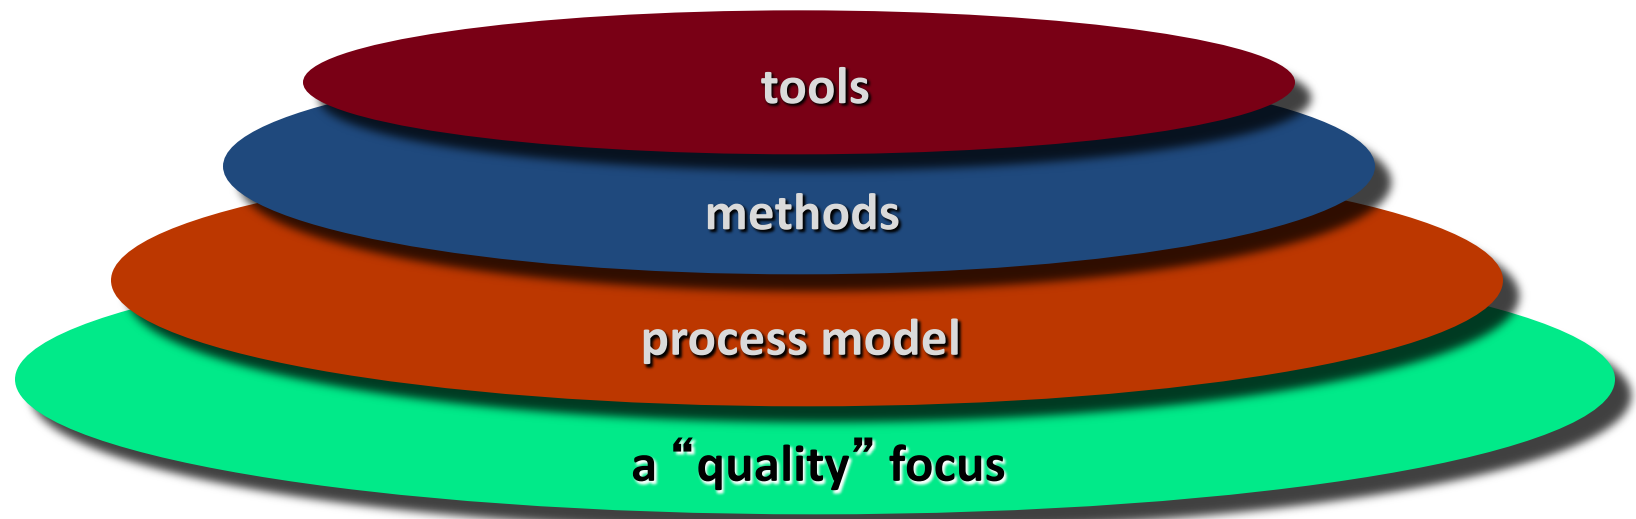 tools
methods
process model
a “quality” focus